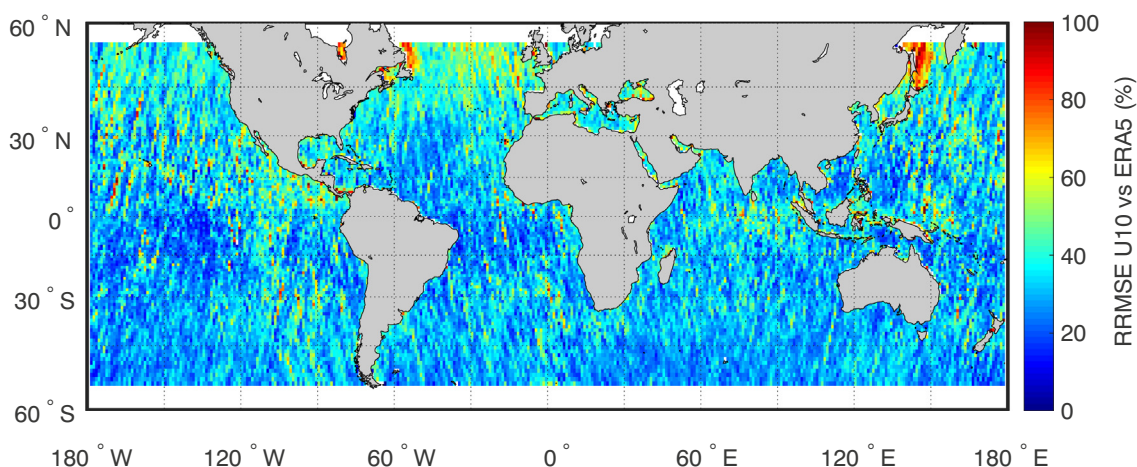 60 ° N
30 ° N
0 °
30 ° S
60 ° S
180 ° W
120 ° W
60 ° W
0 °
60 ° E
120 ° E
180 ° E
100
80
60
40
20
0
RRMSE U10 vs ERA5 (%)